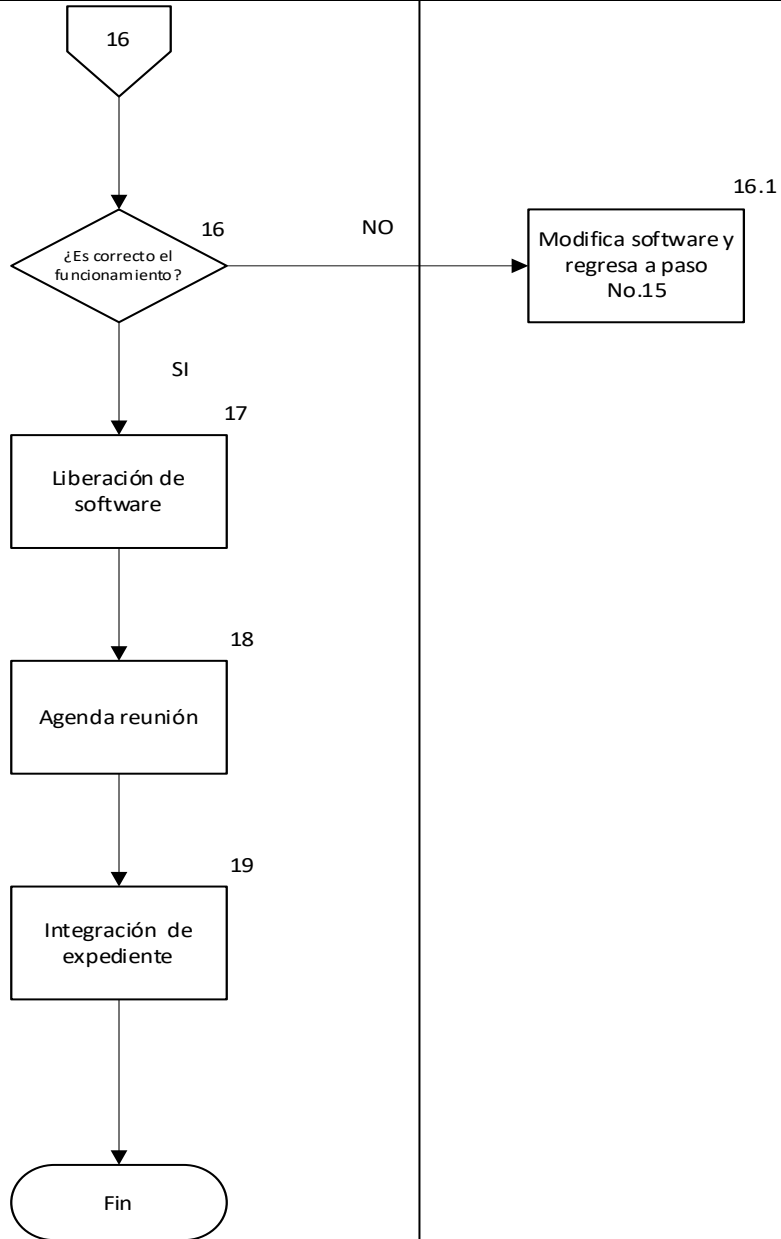 16
16.1
16
NO
¿Es correcto el
funcionamiento?
Modifica software y
regresa a paso
No.15
SI
17
Liberación de
software
18
Agenda reunión
19
Integración de
expediente
Fin